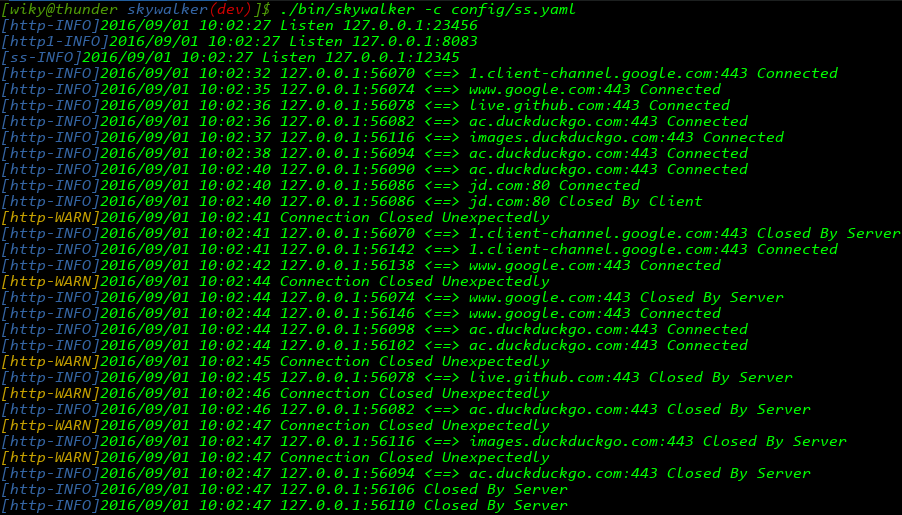 [wiky@thunder skywalker(dev)]$ ./bin/skywalker -c config/ss.yaml
[http-INFO]2016/09/01 10:02:27 Listen 127.0.0.1:23456
[http1-INFO]2016/09/01 10:02:27 Listen 127.0.0.1:8083
[ss-INFO]2016/09/01 10:02:27 Listen 127.0.0.1:12345
[http-INFO]2016/09/01 10:02:32 127.0.0.1:56070 <==> 1.client-channel.google.com:443 Connected
[http-INFO]2016/09/01 10:02:35 127.0.0.1:56074 <==> www.google.com:443 Connected
[http-INFO]2016/09/01 10:02:36 127.0.0.1:56078 <==> live.github.com:443 Connected
[http-INFO]2016/09/01 10:02:36 127.0.0.1:56082 <==> ac.duckduckgo.com:443 Connected
[http-INFO]2016/09/01 10:02:37 127.0.0.1:56116 <==> images.duckduckgo.com:443 Connected
[http-INFO]2016/09/01 10:02:38 127.0.0.1:56094 <==> ac.duckduckgo.com:443 Connected
[http-INFO]2016/09/01 10:02:40 127.0.0.1:56090 <==> ac.duckduckgo.com:443 Connected
[http-INFO]2016/09/01 10:02:40 127.0.0.1:56086 <==> jd.com:80 Connected
[http-INFO]2016/09/01 10:02:40 127.0.0.1:56086 <==> jd.com:80 Closed By Client
[http-WARN]2016/09/01 10:02:41 Connection Closed Unexpectedly
[http-INFO]2016/09/01 10:02:41 127.0.0.1:56070 <==> 1.client-channel.google.com:443 Closed By Server
[http-INFO]2016/09/01 10:02:41 127.0.0.1:56142 <==> 1.client-channel.google.com:443 Connected
[http-INFO]2016/09/01 10:02:42 127.0.0.1:56138 <==> www.google.com:443 Connected
[http-WARN]2016/09/01 10:02:44 Connection Closed Unexpectedly
[http-INFO]2016/09/01 10:02:44 127.0.0.1:56074 <==> www.google.com:443 Closed By Server
[http-INFO]2016/09/01 10:02:44 127.0.0.1:56146 <==> www.google.com:443 Connected
[http-INFO]2016/09/01 10:02:44 127.0.0.1:56098 <==> ac.duckduckgo.com:443 Connected
[http-INFO]2016/09/01 10:02:44 127.0.0.1:56102 <==> ac.duckduckgo.com:443 Connected
[http-WARN]2016/09/01 10:02:45 Connection Closed Unexpectedly
[http-INFO]2016/09/01 10:02:45 127.0.0.1:56078 <==> live.github.com:443 Closed By Server
[http-WARN]2016/09/01 10:02:46 Connection Closed Unexpectedly
[http-INFO]2016/09/01 10:02:46 127.0.0.1:56082 <==> ac.duckduckgo.com:443 Closed By Server
[http-WARN]2016/09/01 10:02:47 Connection Closed Unexpectedly
[http-INFO]2016/09/01 10:02:47 127.0.0.1:56116 <==> images.duckduckgo.com:443 Closed By Server
[http-WARN]2016/09/01 10:02:47 Connection Closed Unexpectedly
[http-INFO]2016/09/01 10:02:47 127.0.0.1:56094 <==> ac.duckduckgo.com:443 Closed By Server
[http-INFO]2016/09/01 10:02:47 127.0.0.1:56106 Closed By Server
[http-INFO]2016/09/01 10:02:47 127.0.0.1:56110 Closed By Server